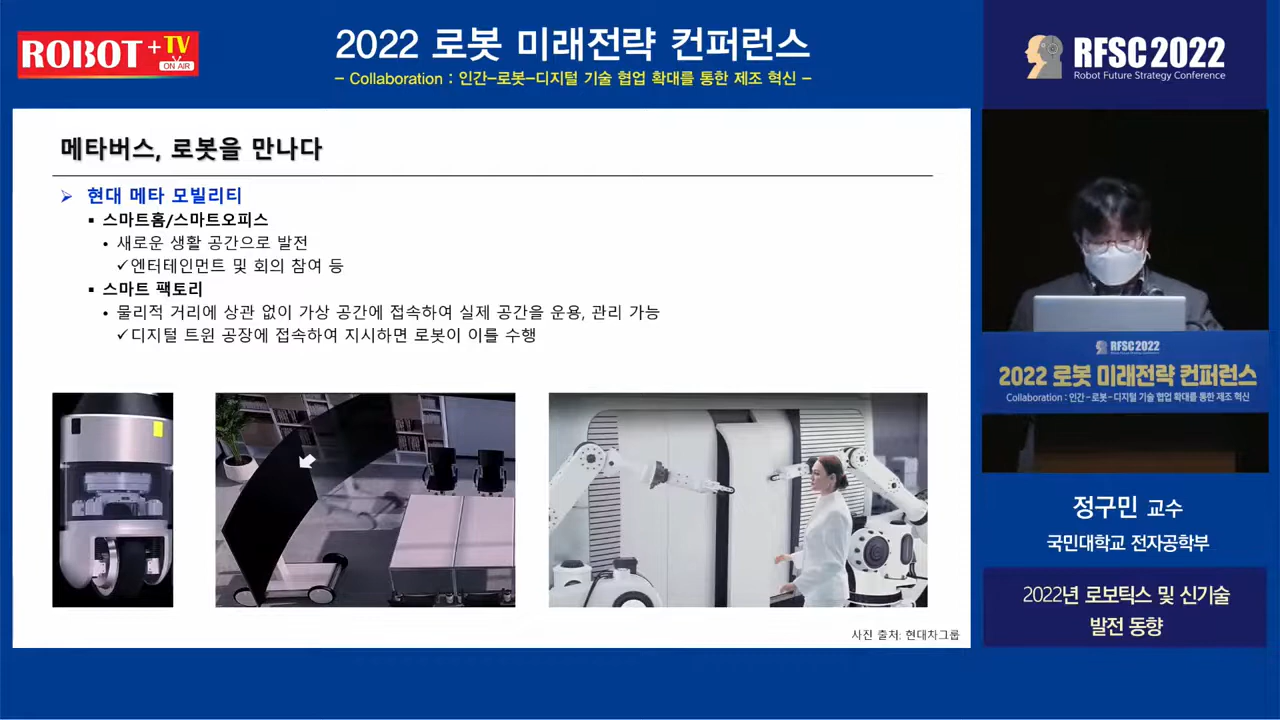 ROBOT+TV
ON AIR
2022 로봇 미래전략 컨퍼런스
– Collaboration : 인간–로봇–디지털 기술 협업 확대를 통한 제조 혁신 –
RFSC 2022
Robot Future Strategy Conference
메타버스, 로봇을 만나다
➢ 현대 메타 모빌리티
▪ 스마트홈/스마트오피스
• 새로운 생활 공간으로 발전
✓엔터테인먼트 및 회의 참여 등
▪ 스마트 팩토리
• 물리적 거리에 상관 없이 가상 공간에 접속하여 실제 공간을 운용, 관리 가능
✓디지털 트윈 공장에 접속하여 지시하면 로봇이 이를 수행
사진 출처: 현대차그룹
RFSC 2022
2022 로봇 미래전략 컨퍼런스
Collaboration : 인간-로봇-디지털 기술 협업 확대를 통한 제조 혁신
정구민 교수
국민대학교 전자공학부
2022년 로보틱스 및 신기술
발전 동향